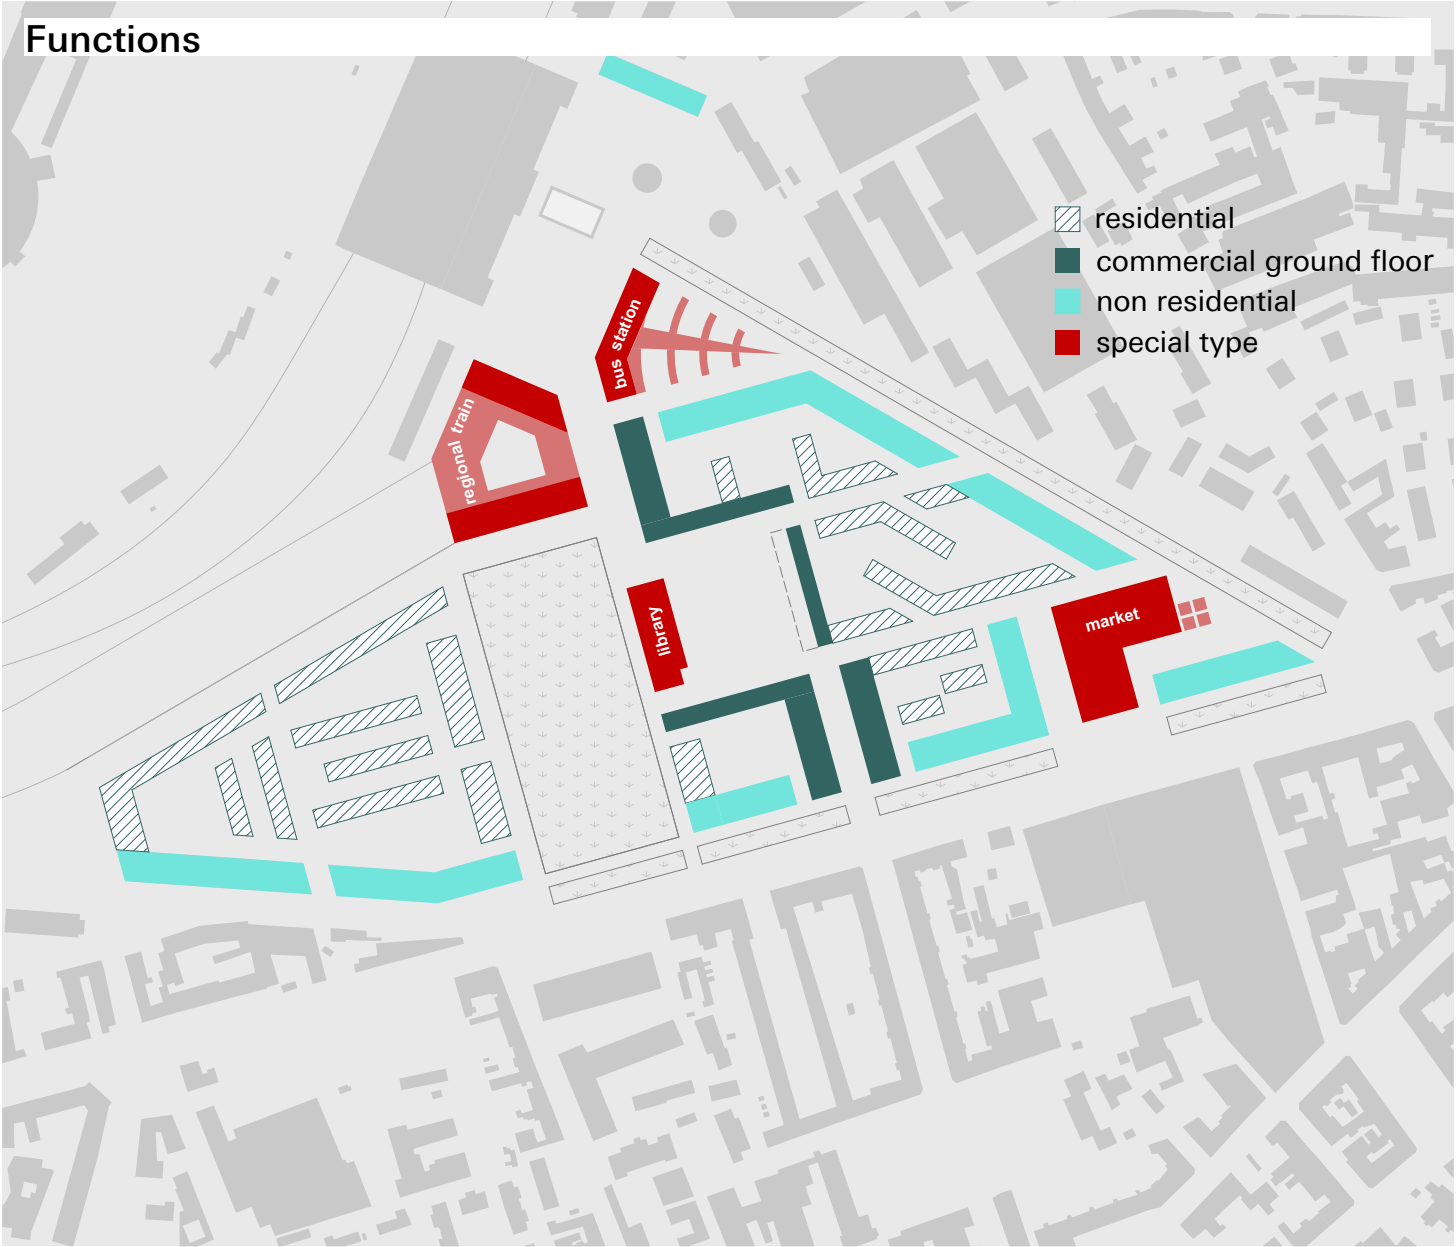 Functions
residential
commercial ground floor
non residential
special type
bus station
regional train
library
market